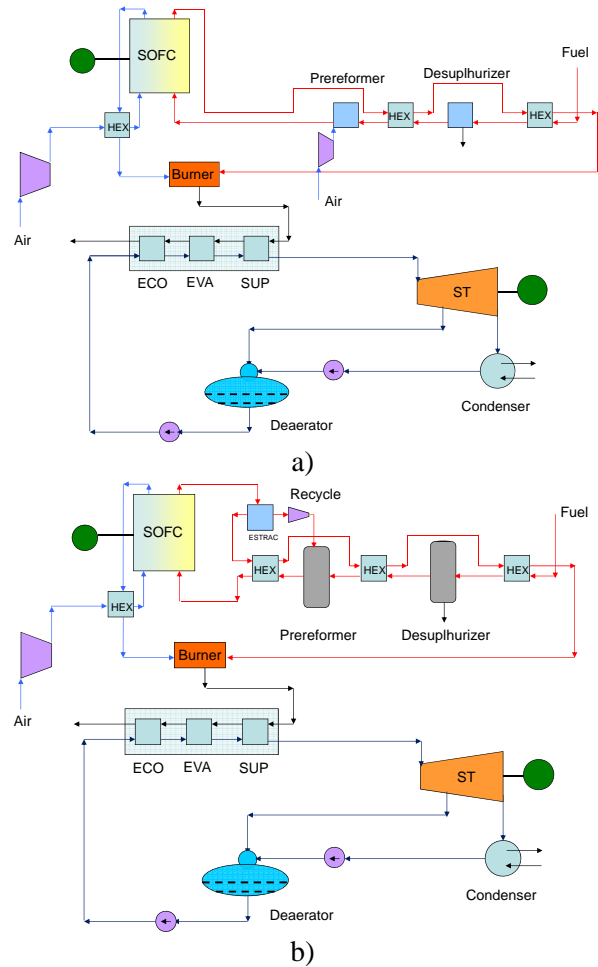 SOFC
Prereformer
Desuplhurizer
Fuel
HEX
HEX
HEX
Burner
Air
Air
ECO
EVA
SUP
ST
Condenser
Deaerator
a)
Recycle
Fuel
SOFC
ESTRAC
HEX
HEX
HEX
HEX
Prereformer
Desuplhurizer
Burner
Air
ECO
EVA
SUP
ST
Condenser
Deaerator
b)